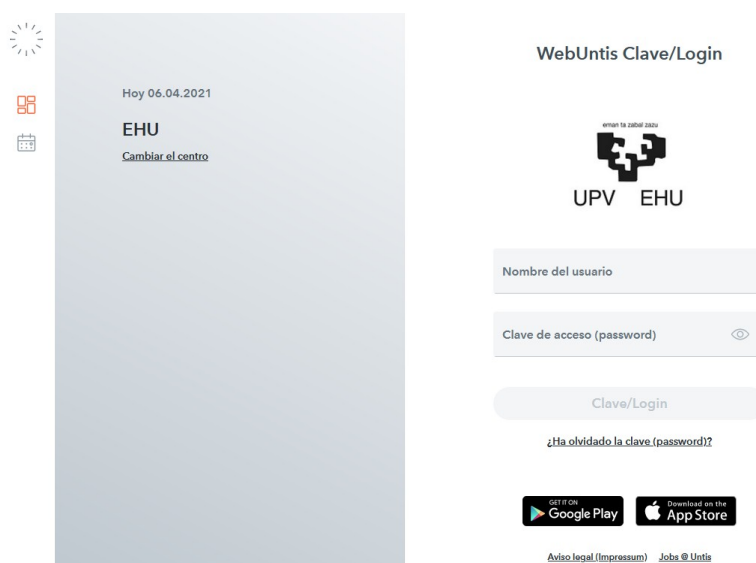 Hoy 06.04.2021
EHU
Cambiar el centro
WebUntis Clave/Login
eman ta zabal zazu
UPV EHU
Nombre del usuario
Clave de acceso (password)
Clave/Login
¿Ha olvidado la clave (password)?
GET IT ON
Google Play
Download on the
App Store
Aviso legal (Impressum) Jobs @ Untis